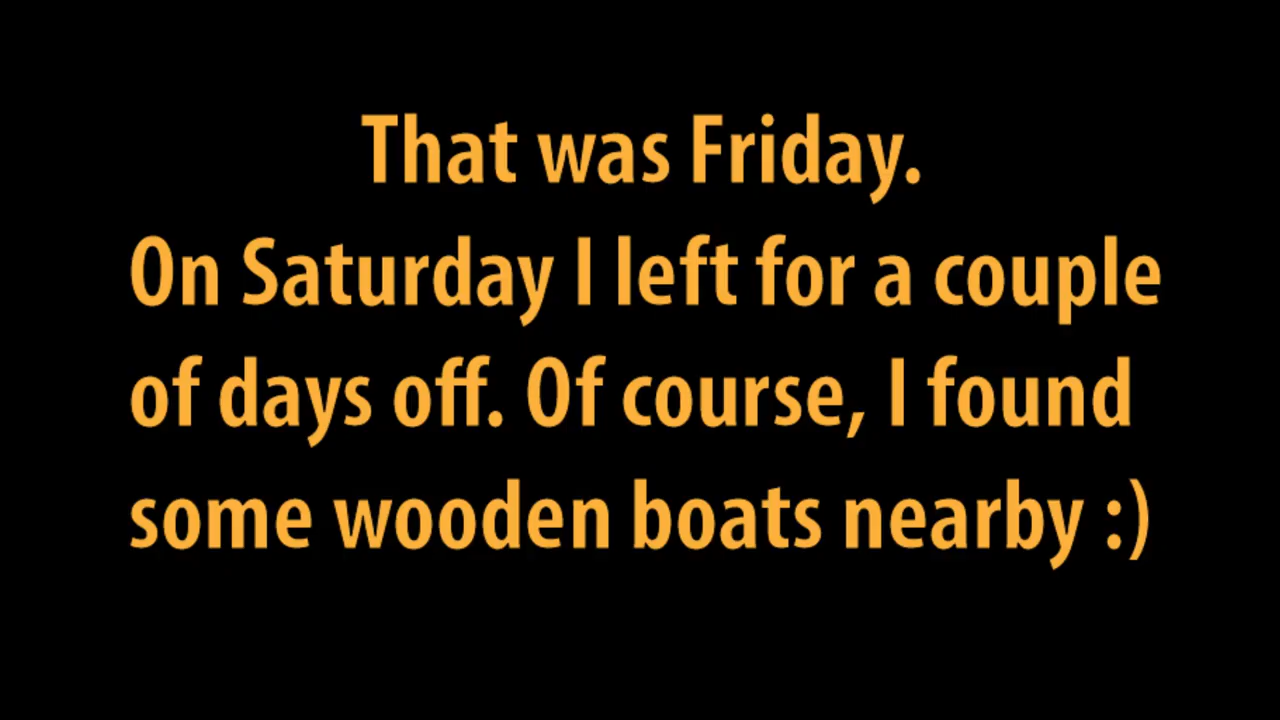 That was Friday.
On Saturday I left for a couple
of days off. Of course, I found
some wooden boats nearby :)